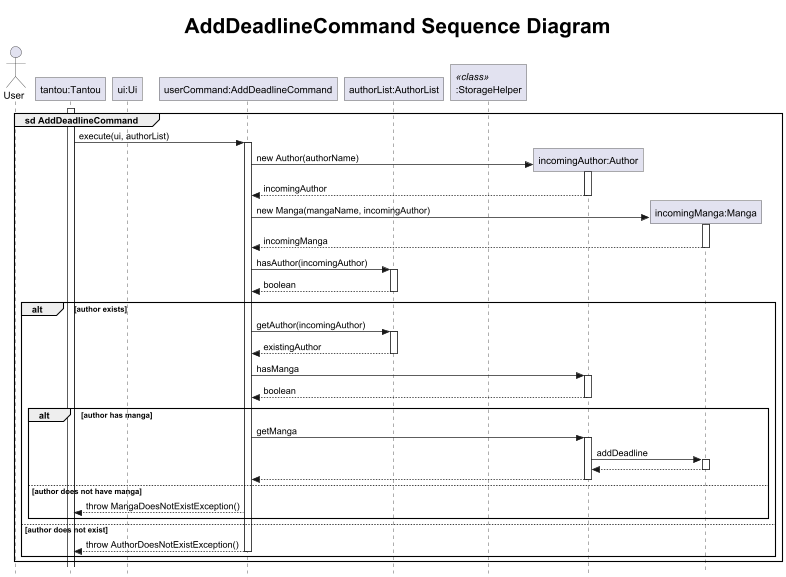 AddDeadlineCommand Sequence Diagram
User
tantou:Tantou
ui:Ui
userCommand:AddDeadlineCommand
authorList:AuthorList
«class»
:StorageHelper
sd AddDeadlineCommand
execute(ui, authorList)
new Author(authorName)
incomingAuthor:Author
incomingAuthor
new Manga(mangaName, incomingAuthor)
incomingManga:Manga
incomingManga
hasAuthor(incomingAuthor)
boolean
alt
[author exists]
getAuthor(incomingAuthor)
existingAuthor
hasManga
boolean
alt
[author has manga]
getManga
addDeadline
[author does not have manga]
throw MangaDoesNotExistException()
[author does not exist]
throw AuthorDoesNotExistException()